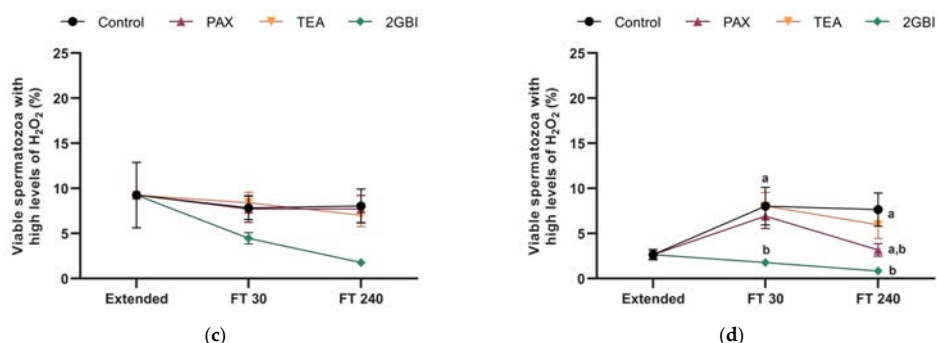 Control PAX TEA 2GBI
Viable spermatozoa with
high levels of H₂O₂ (%)
25
20
15
10
5
0
Extended FT 30 FT 240
(c)
Control PAX TEA 2GBI
Viable spermatozoa with
high levels of H₂O₂ (%)
25
20
15
10
5
0
a
b
a
a,b
b
Extended FT 30 FT 240
(d)